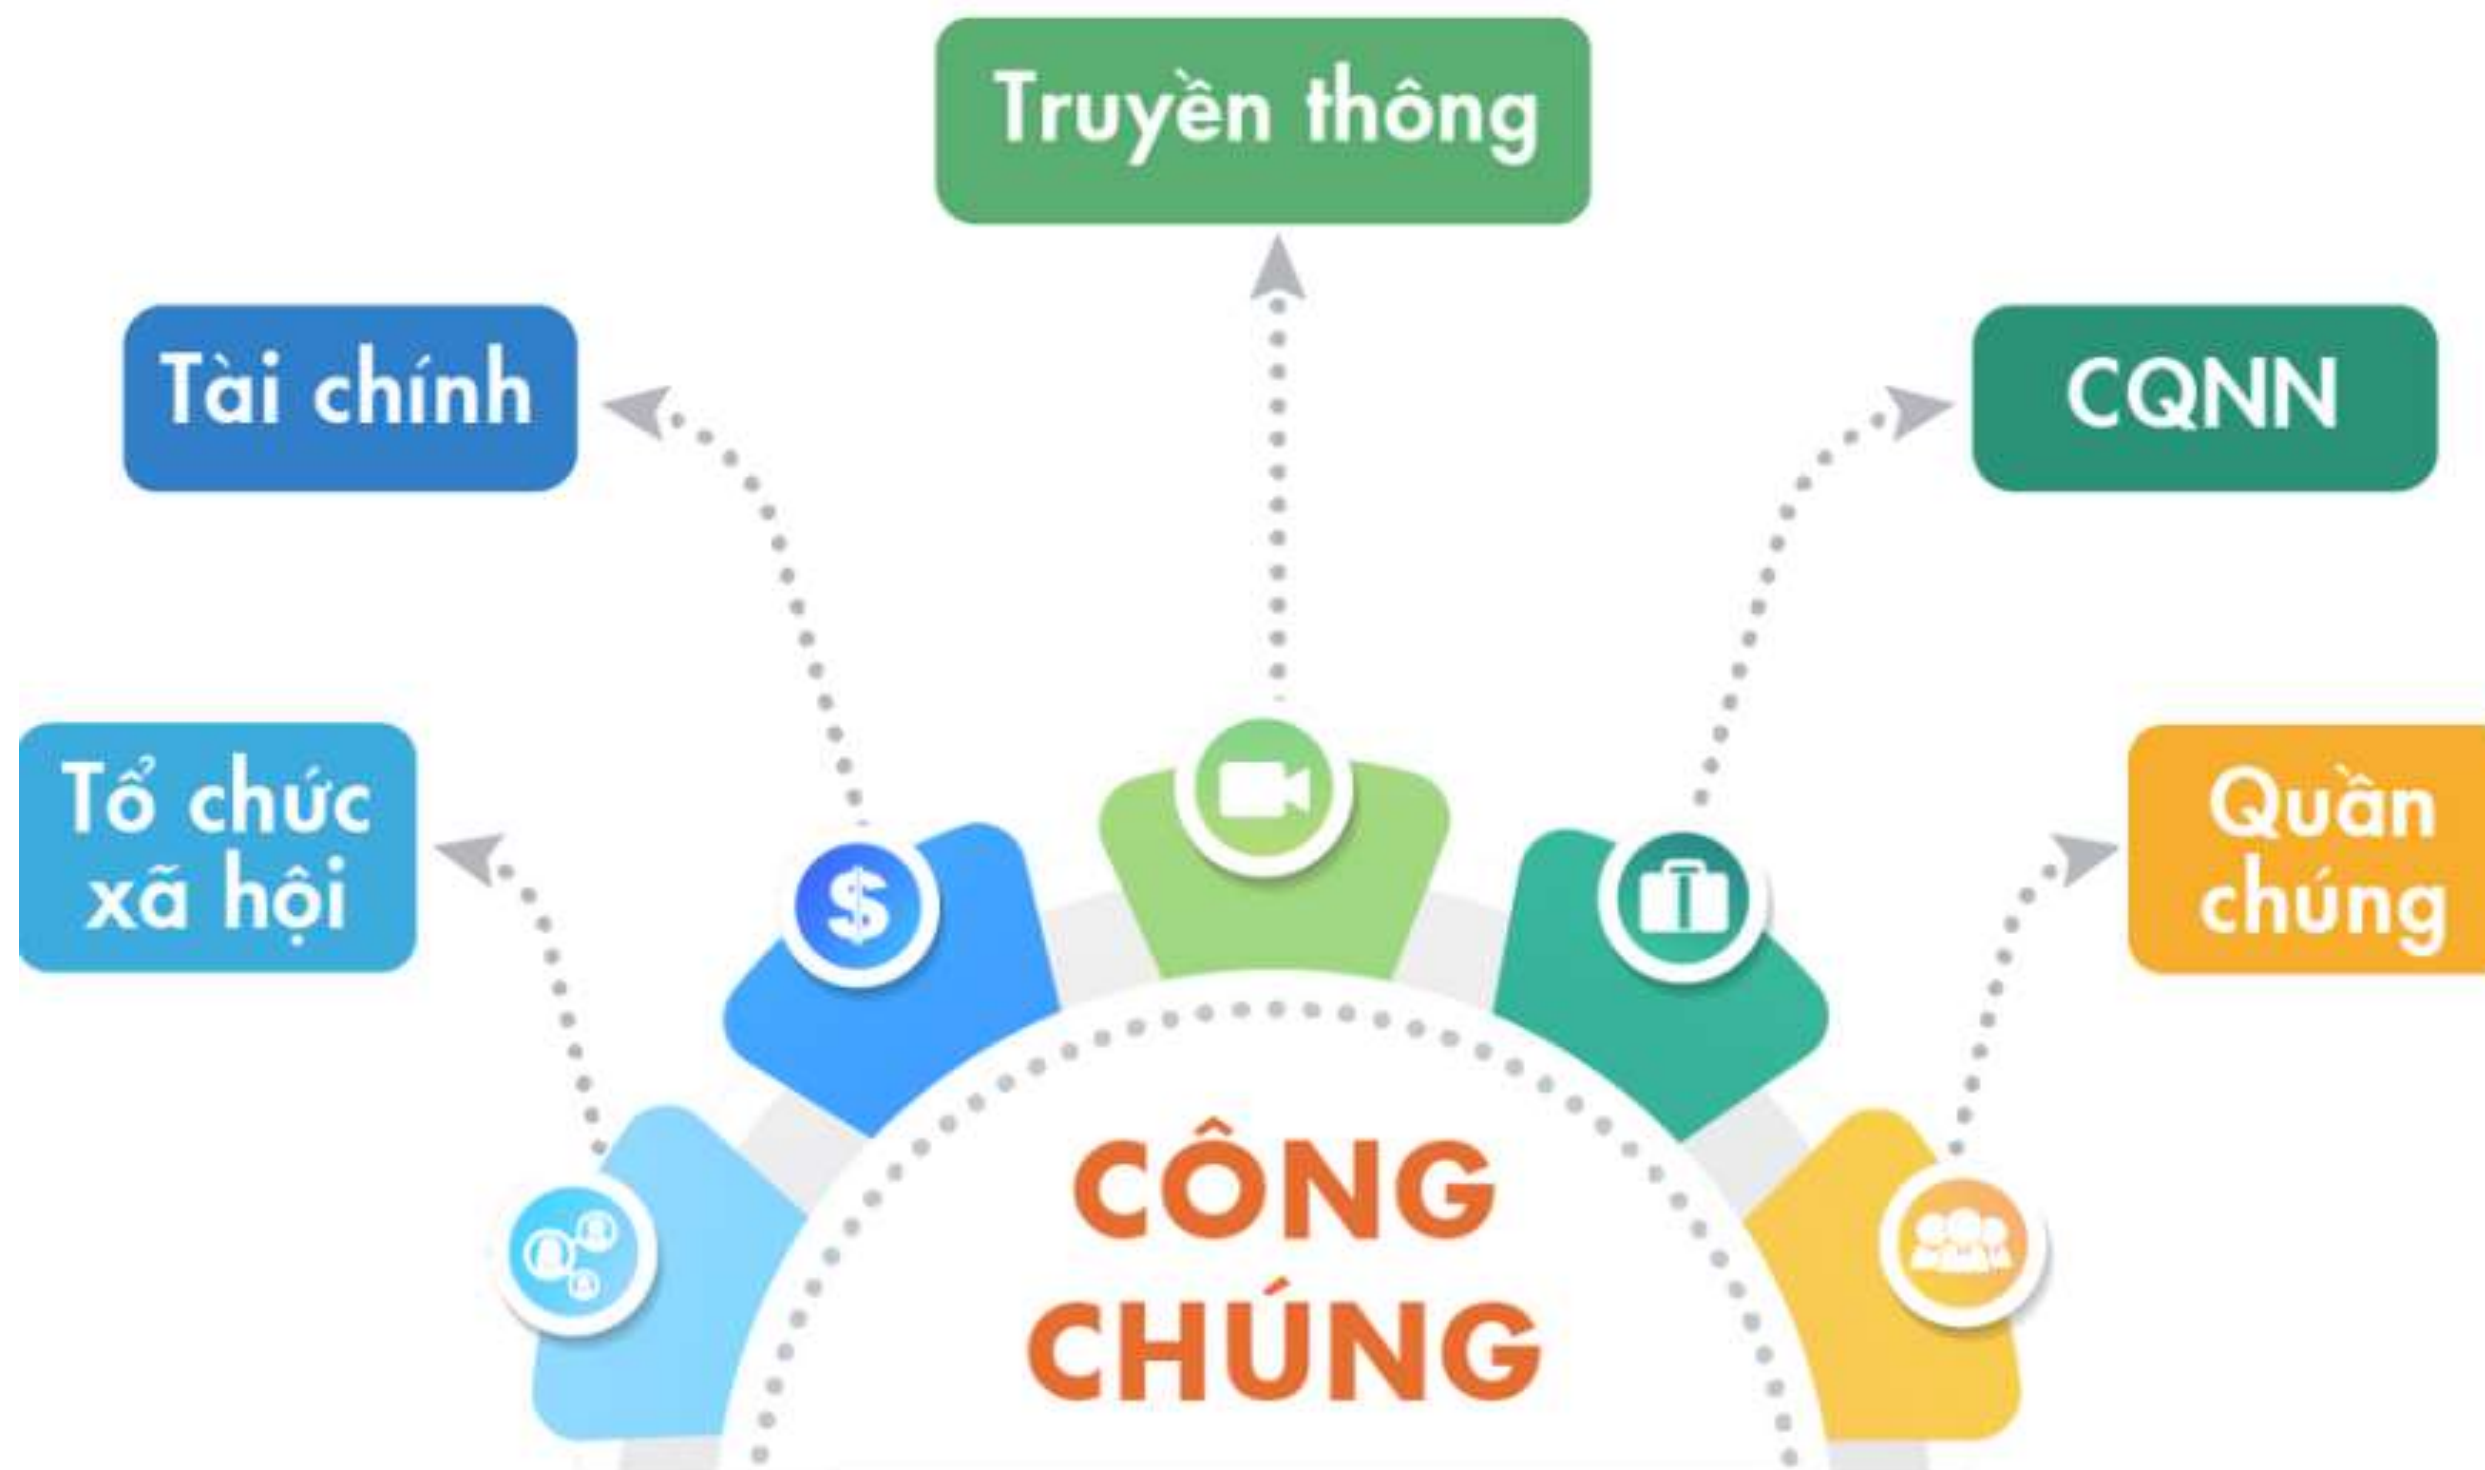 Truyền thông
Tài chính
CQNN
Tổ chức
xã hội
Quần
chúng
CÔNG
CHÚNG